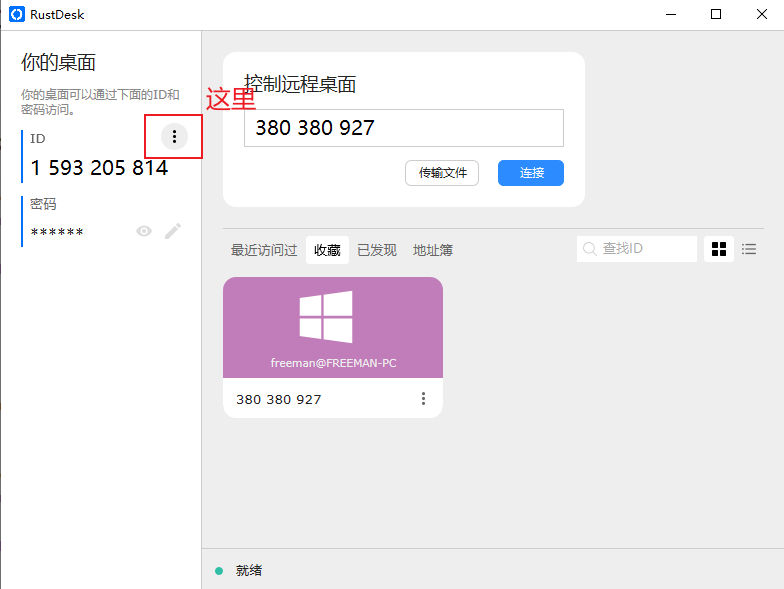 RustDesk
你的桌面
你的桌面可以通过下面的ID和
密码访问。
ID
1 593 205 814
密码
******
这里
控制远程桌面
380 380 927
传输文件
连接
最近访问过
收藏
已发现
地址簿
查找ID
freeman@FREEMAN-PC
380 380 927
就绪